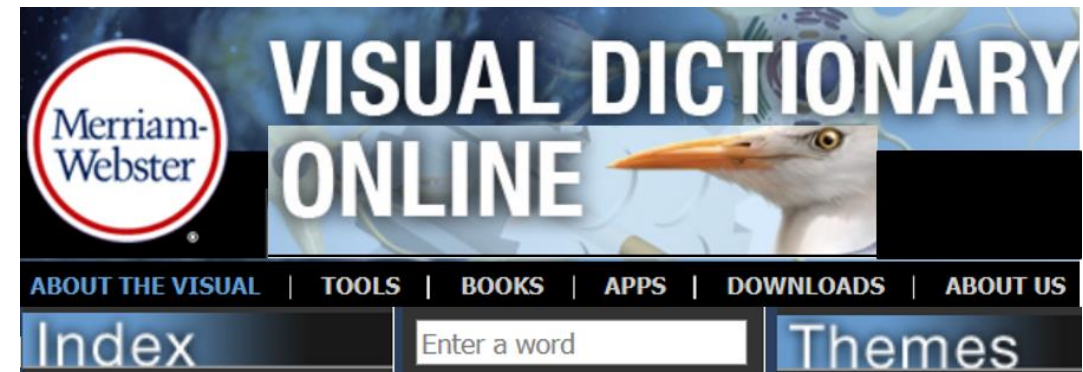 Merriam-
Webster
®
VISUAL DICTIONARY
ONLINE
ABOUT THE VISUAL | TOOLS | BOOKS | APPS | DOWNLOADS | ABOUT US
Index
Enter a word
Themes